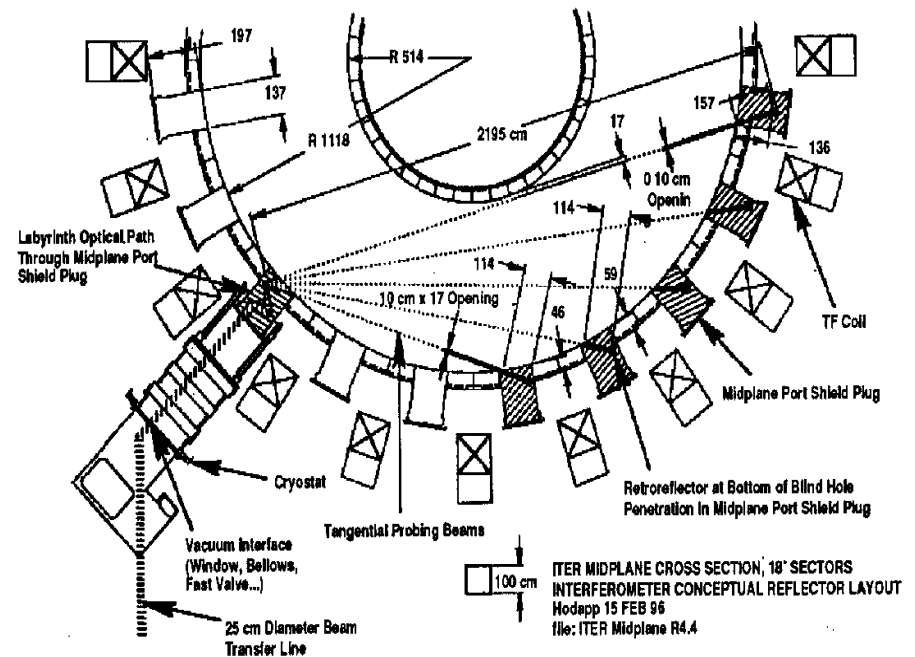 197
R 514
137
157
17
2195 cm
R 1118
136
0 10 cm
Openin
114
Labyrinth Optical Path
Through Midplane Port
Shield Plug
114
59
10 cm x 17 Opening
46
TF Coil
Midplane Port Shield Plug
Cryostat
Retroreflector at Bottom of Blind Hole
Penetration In Midplane Port Shield Plug
Tangential Probing Beams
Vacuum Interface
(Window, Bellows,
Fast Valve...)
100 cm
ITER MIDPLANE CROSS SECTION, 18° SECTORS
INTERFEROMETER CONCEPTUAL REFLECTOR LAYOUT
Hodapp 15 FEB 96
file: ITER Midplane R4.4
25 cm Diameter Beam
Transfer Line